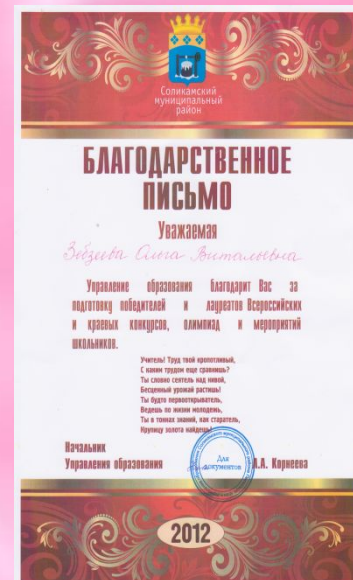 Соликамский
муниципальный
район
БЛАГОДАРСТВЕННОЕ
ПИСЬМО
Уважаемая
Зебзеева Ольга Витальевна
Управление образования благодарит Вас за
подготовку победителей и лауреатов Всероссийских
и краевых конкурсов, олимпиад и мероприятий
школьников.
Учитель! Труд твой кропотливый,
С каким трудом еще сравнишь?
Ты словно сеятель над нивой,
Бесценный урожай растишь!
Ты будто первооткрыватель,
Ведешь по жизни молодежь,
Ты в тонких знаний, как старатель,
Крупицу золота найдешь!
Начальник
Управления образования Л.А. Корнеева
Для
документов
2012